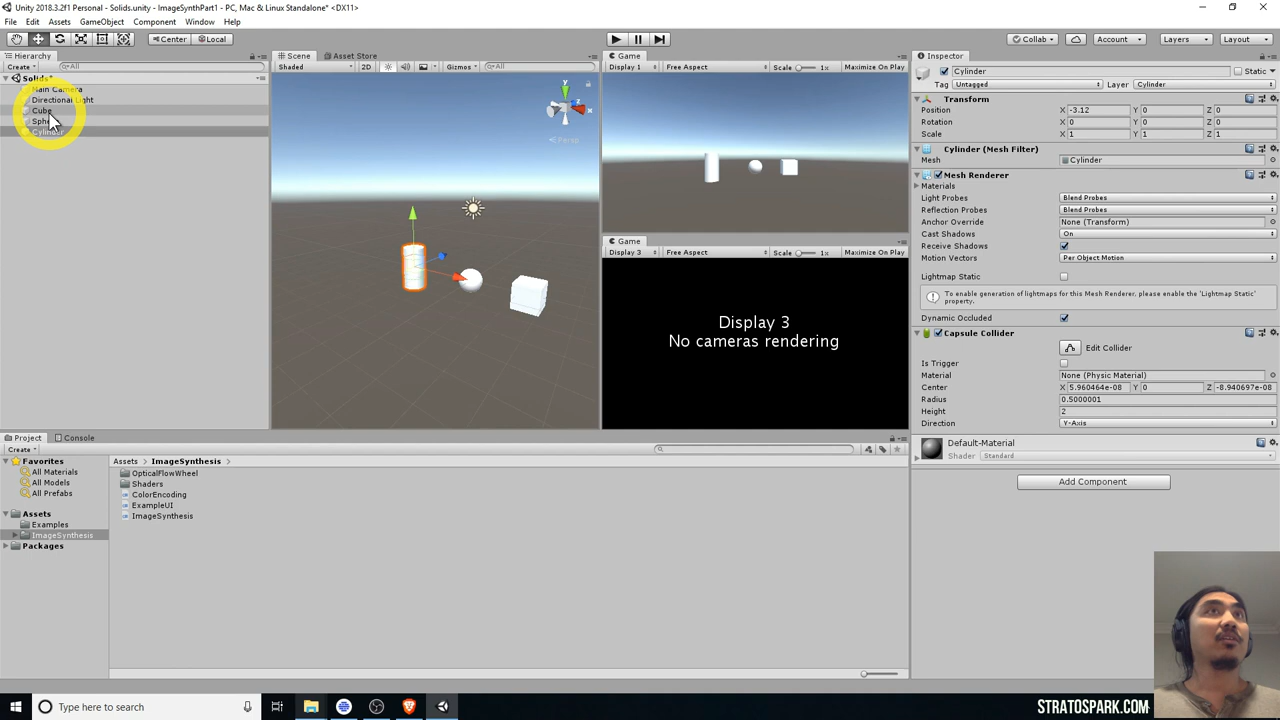 Unity 2018.3.2f1 Personal - Solids.unity - ImageSynthPart1 - PC, Mac & Linux Standalone* <DX11>
File Edit Assets GameObject Component Window Help
Center Local Collab Account Layers Layout
Hierarchy
Create All
Solids*
Main Camera
Directional Light
Cube
Cylinder
Scene Asset Store
Shaded 2D Gizmos All
y
z
x
Persp
Game
Display 1 Free Aspect Scale 1x Maximize On Play
Game
Display 3 Free Aspect Scale 1x Maximize On Play
Display 3
No cameras rendering
Inspector
Cylinder Static
Tag Untagged Layer Cylinder
Transform
Position X -3.12 Y 0 Z 0
Rotation X 0 Y 0 Z 0
Scale X 1 Y 1 Z 1
Cylinder (Mesh Filter)
Mesh Cylinder
Mesh Renderer
Materials
Light Probes Blend Probes
Reflection Probes Blend Probes
Anchor Override None (Transform)
Cast Shadows On
Receive Shadows
Motion Vectors Per Object Motion
Lightmap Static
To enable generation of lightmaps for this Mesh Renderer, please enable the 'Lightmap Static' property.
Dynamic Occluded
Capsule Collider
Edit Collider
Is Trigger
Material None (Physic Material)
Center X 5.960464e-08 Y 0 Z -8.940697e-08
Radius 0.5000001
Height 2
Direction Y-Axis
Default-Material
Shader Standard
Add Component
Project Console
Create
Favorites
All Materials
All Models
All Prefabs
Assets
Examples
ImageSynthesis
Packages
Assets ImageSynthesis
OpticalFlowWheel
Shaders
ColorEncoding
ExampleUI
ImageSynthesis
Type here to search
STRATOSPARK.COM